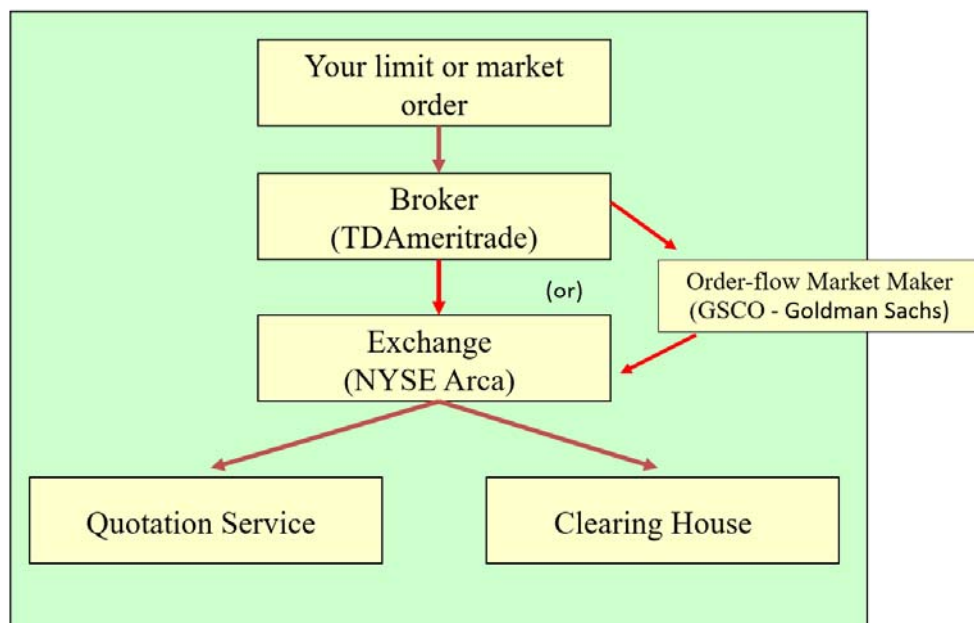 Your limit or market
order
Broker
(TDAmeritrade)
(or)
Order-flow Market Maker
(GSCO - Goldman Sachs)
Exchange
(NYSE Arca)
Quotation Service
Clearing House